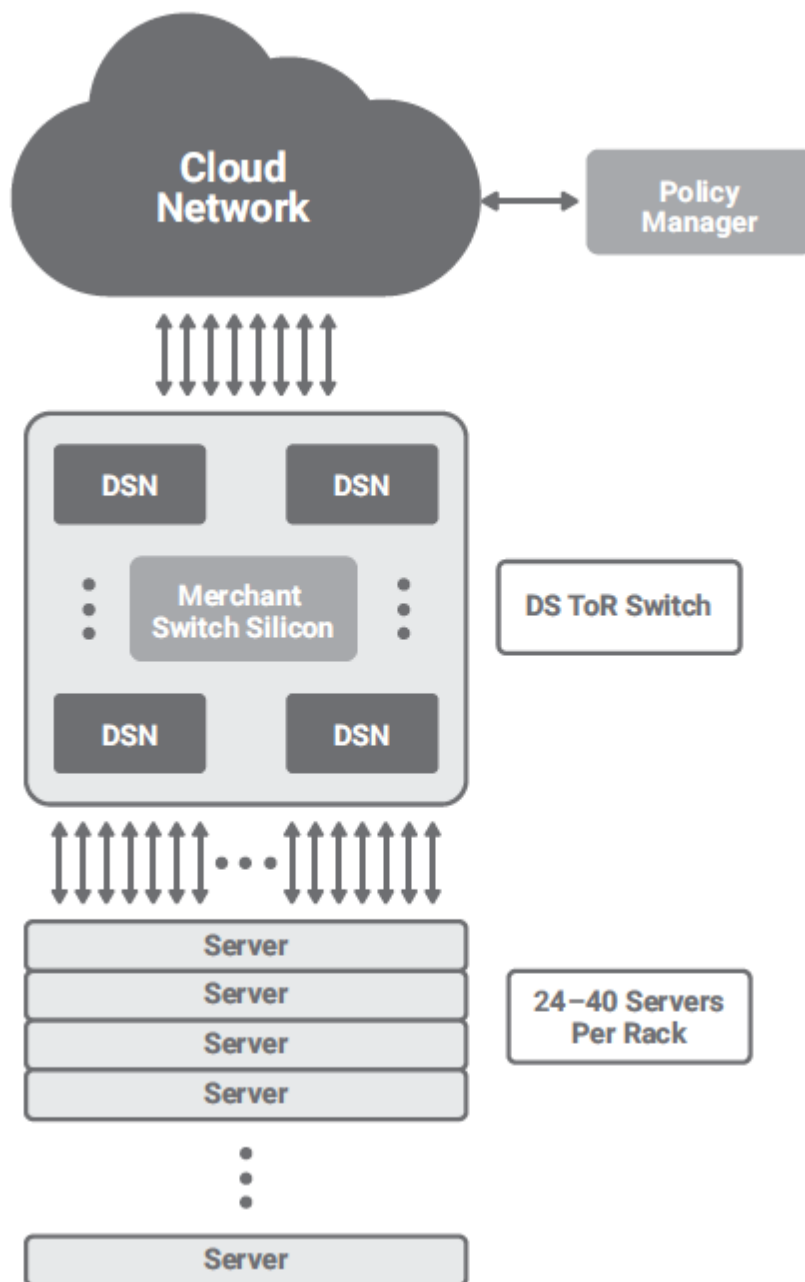 Cloud
Network
Policy
Manager
DSN
DSN
Merchant
Switch Silicon
DS ToR Switch
DSN
DSN
Server
Server
Server
Server
24–40 Servers
Per Rack
Server